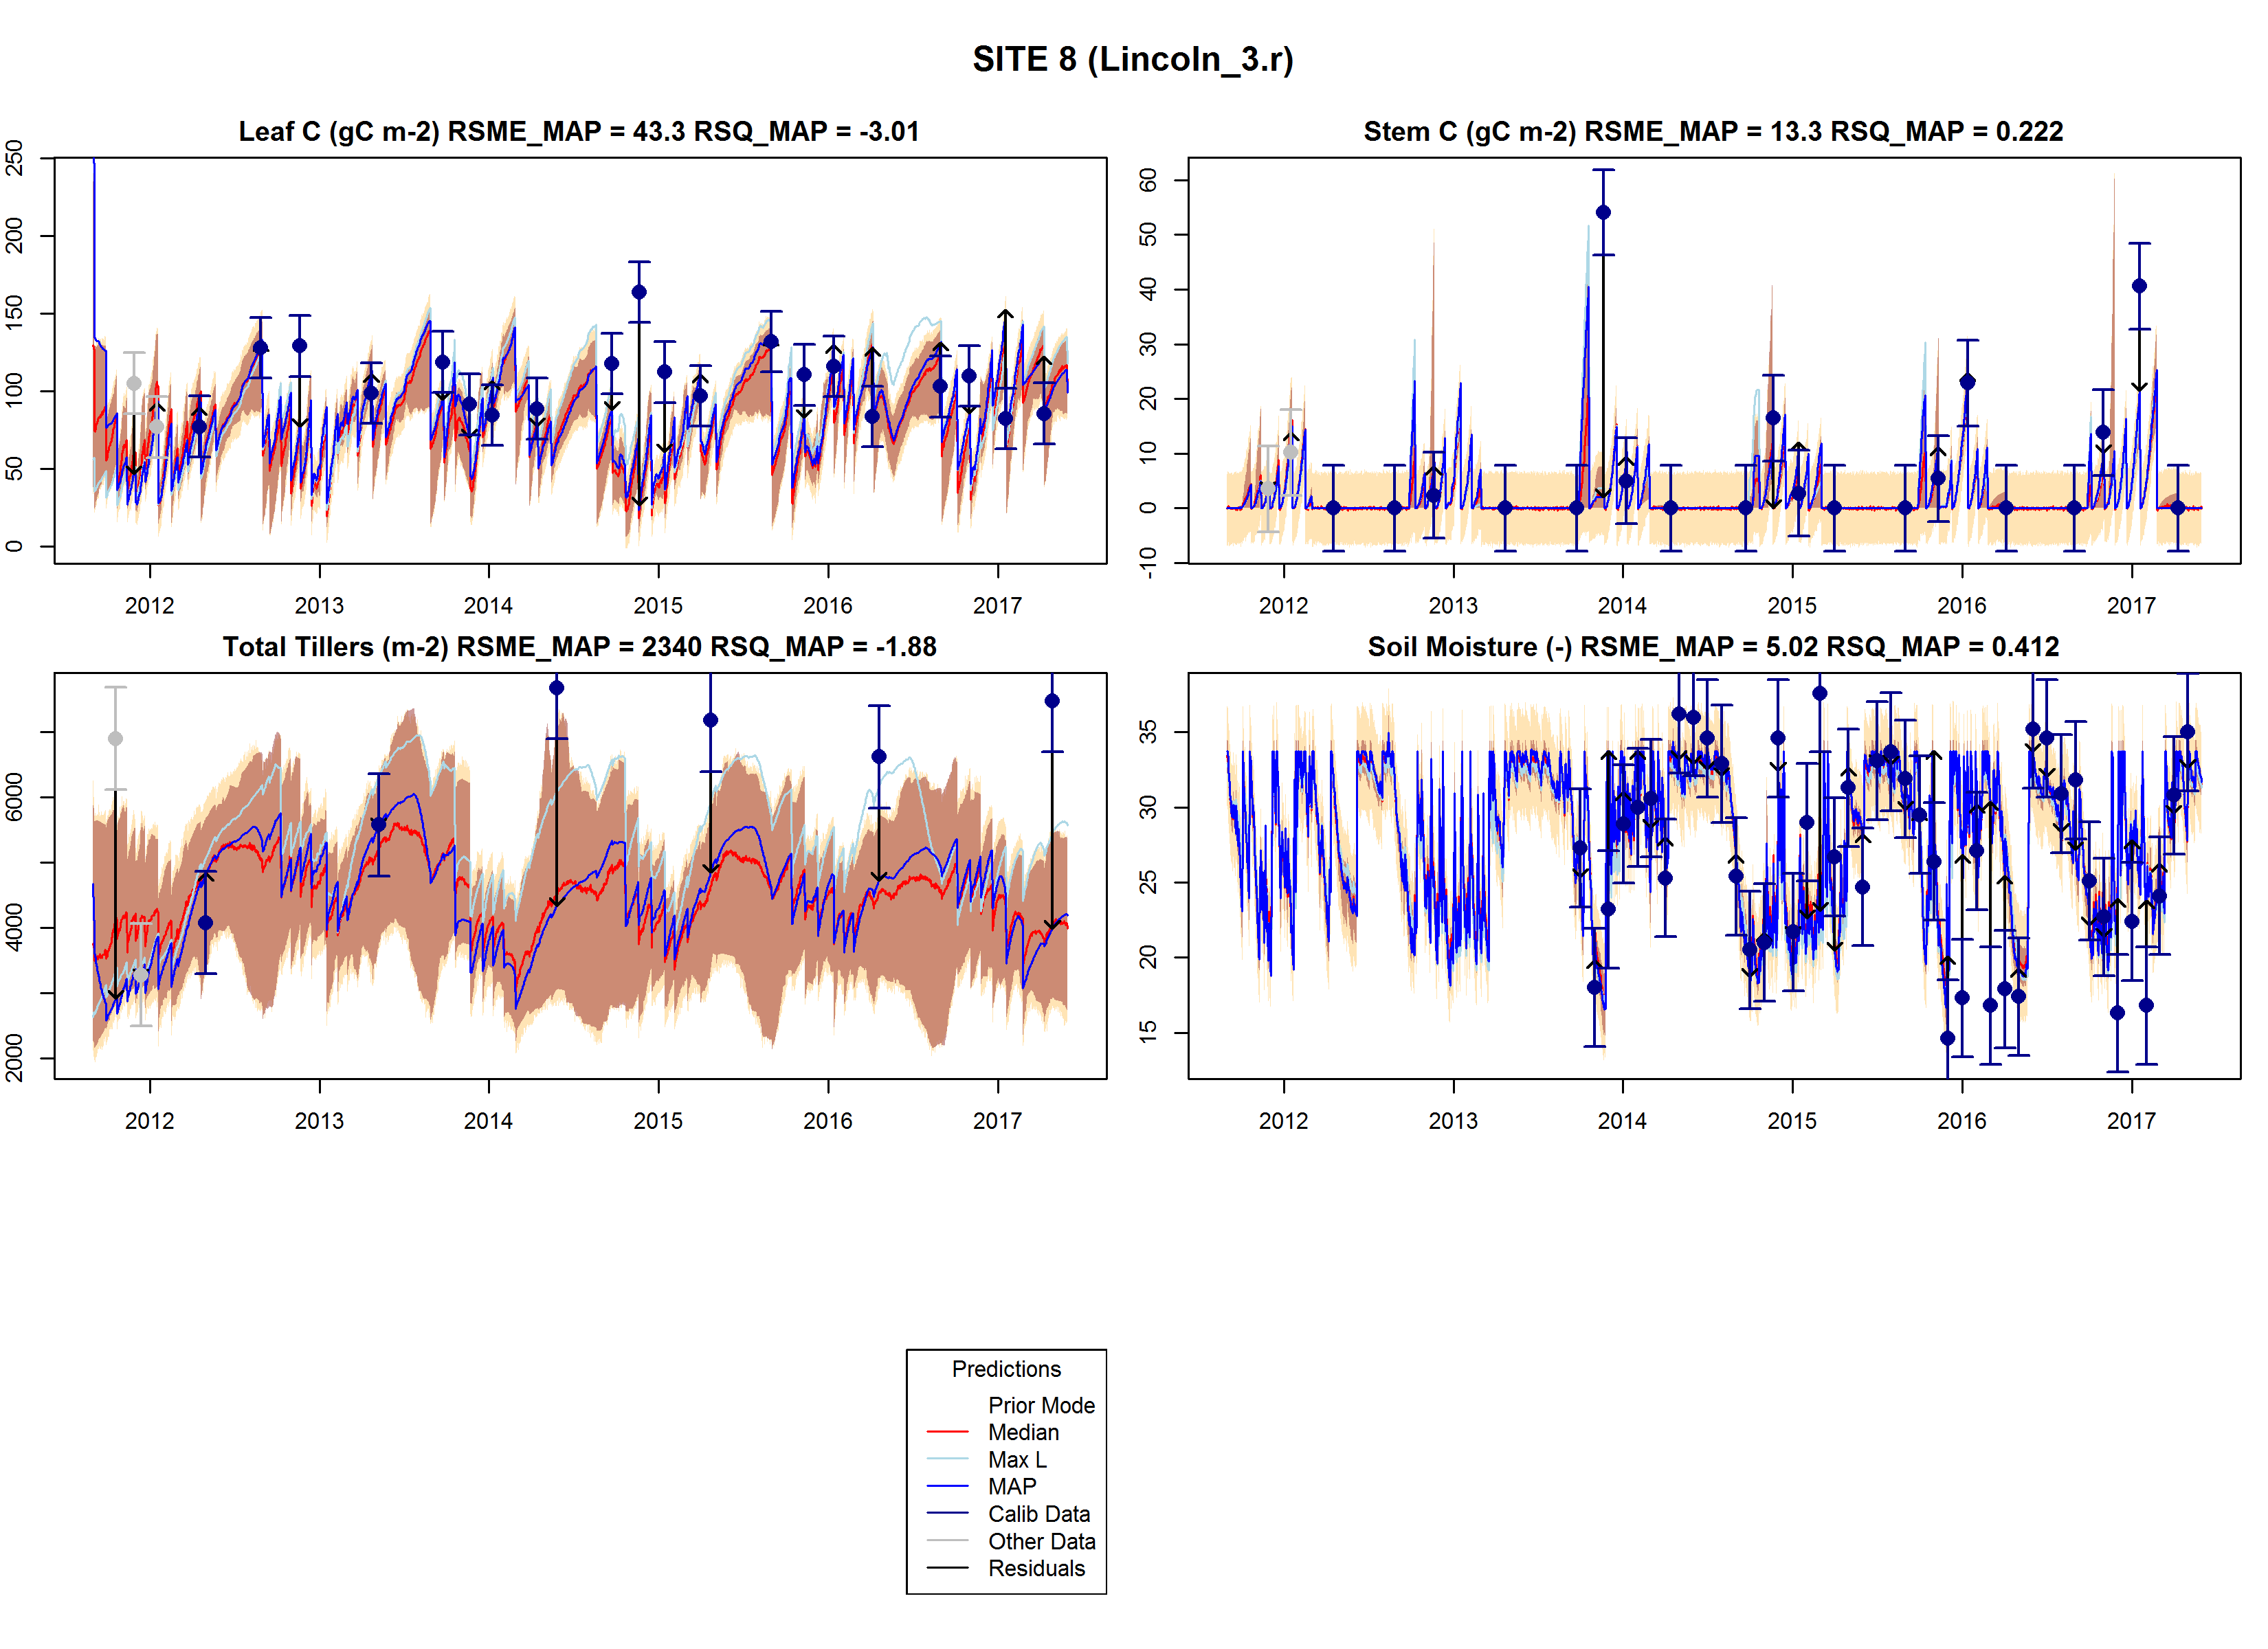 SITE 8 (Lincoln_3.r)
Leaf C (gC m-2) RSME_MAP = 43.3 RSQ_MAP = -3.01
250
200
150
100
50
0
2012 2013 2014 2015 2016 2017
Stem C (gC m-2) RSME_MAP = 13.3 RSQ_MAP = 0.222
60
50
40
30
20
10
0
-10
2012 2013 2014 2015 2016 2017
Total Tillers (m-2) RSME_MAP = 2340 RSQ_MAP = -1.88
6000
4000
2000
2012 2013 2014 2015 2016 2017
Soil Moisture (-) RSME_MAP = 5.02 RSQ_MAP = 0.412
35
30
25
20
15
2012 2013 2014 2015 2016 2017
Predictions
Prior Mode
Median
Max L
MAP
Calib Data
Other Data
Residuals